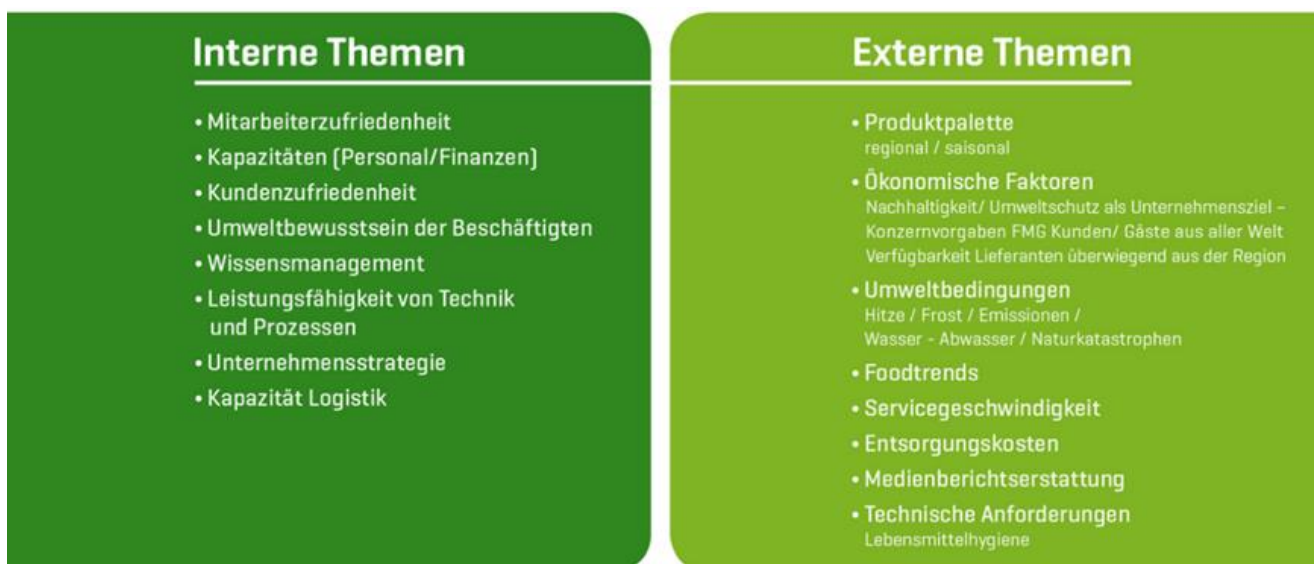 Interne Themen
• Mitarbeiterzufriedenheit
• Kapazitäten (Personal/Finanzen)
• Kundenzufriedenheit
• Umweltbewusstsein der Beschäftigten
• Wissensmanagement
• Leistungsfähigkeit von Technik
und Prozessen
• Unternehmensstrategie
• Kapazität Logistik
Externe Themen
• Produktpalette
regional / saisonal
• Ökonomische Faktoren
Nachhaltigkeit/ Umweltschutz als Unternehmensziel –
Konzernvorgaben FMG Kunden/ Gäste aus aller Welt
Verfügbarkeit Lieferanten überwiegend aus der Region
• Umweltbedingungen
Hitze / Frost / Emissionen /
Wasser - Abwasser / Naturkatastrophen
• Foodtrends
• Servicegeschwindigkeit
• Entsorgungskosten
• Medienberichtserstattung
• Technische Anforderungen
Lebensmittelhygiene